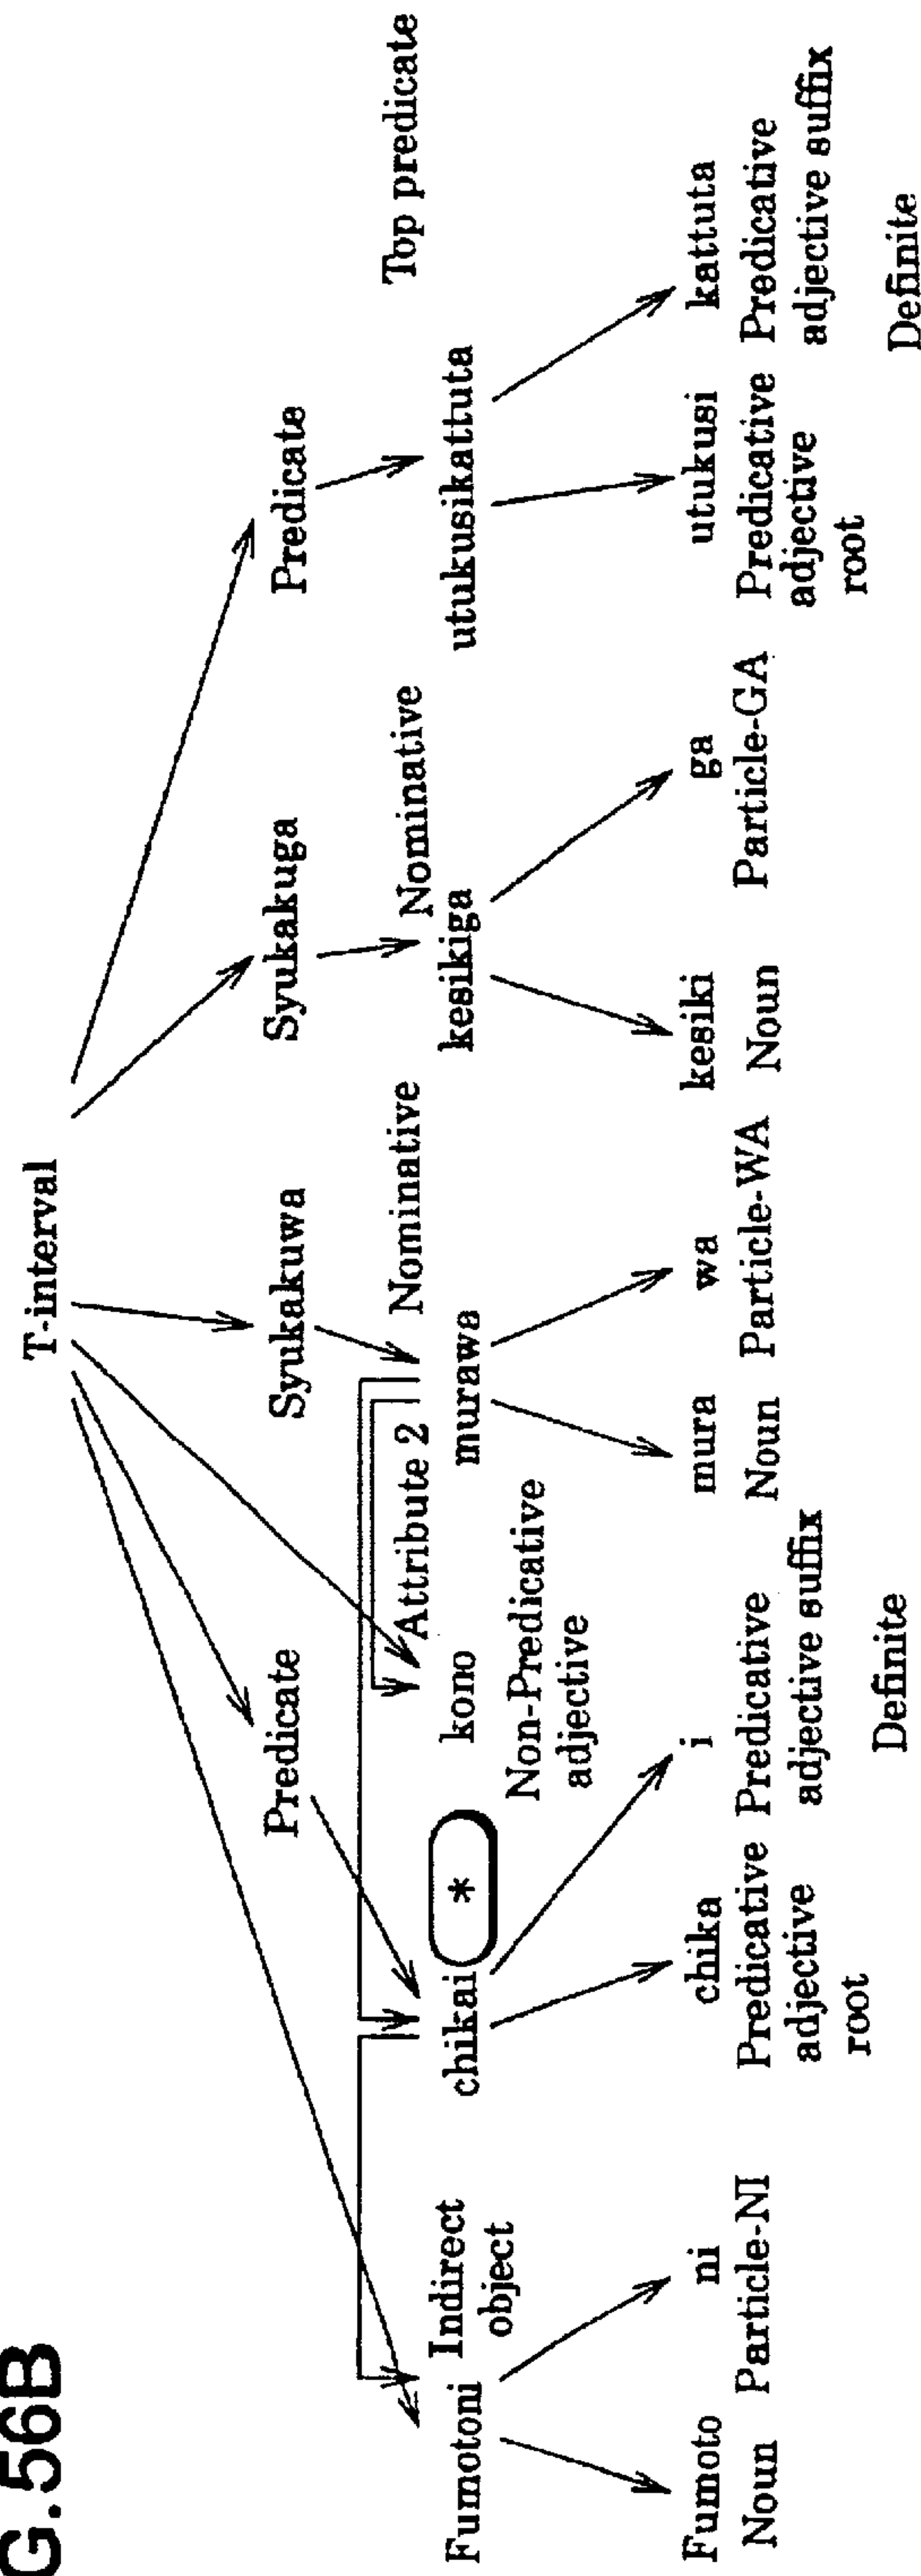 G.56B
T-interval
Predicate
Syukakuwa
Syukakuga
Predicate
Fumotoni
Indirect
object
chikai
*
kono
Attribute 2
Non-Predicative
adjective
murawa
Nominative
kesikiga
Nominative
utukusikattuta
Top predicate
Fumoto
Noun
ni
Particle-NI
chika
Predicative
adjective
root
i
Predicative
adjective suffix
Definite
mura
Noun
wa
Particle-WA
kesiki
Noun
ga
Particle-GA
utukusi
Predicative
adjective
root
kattuta
Predicative
adjective suffix
Definite